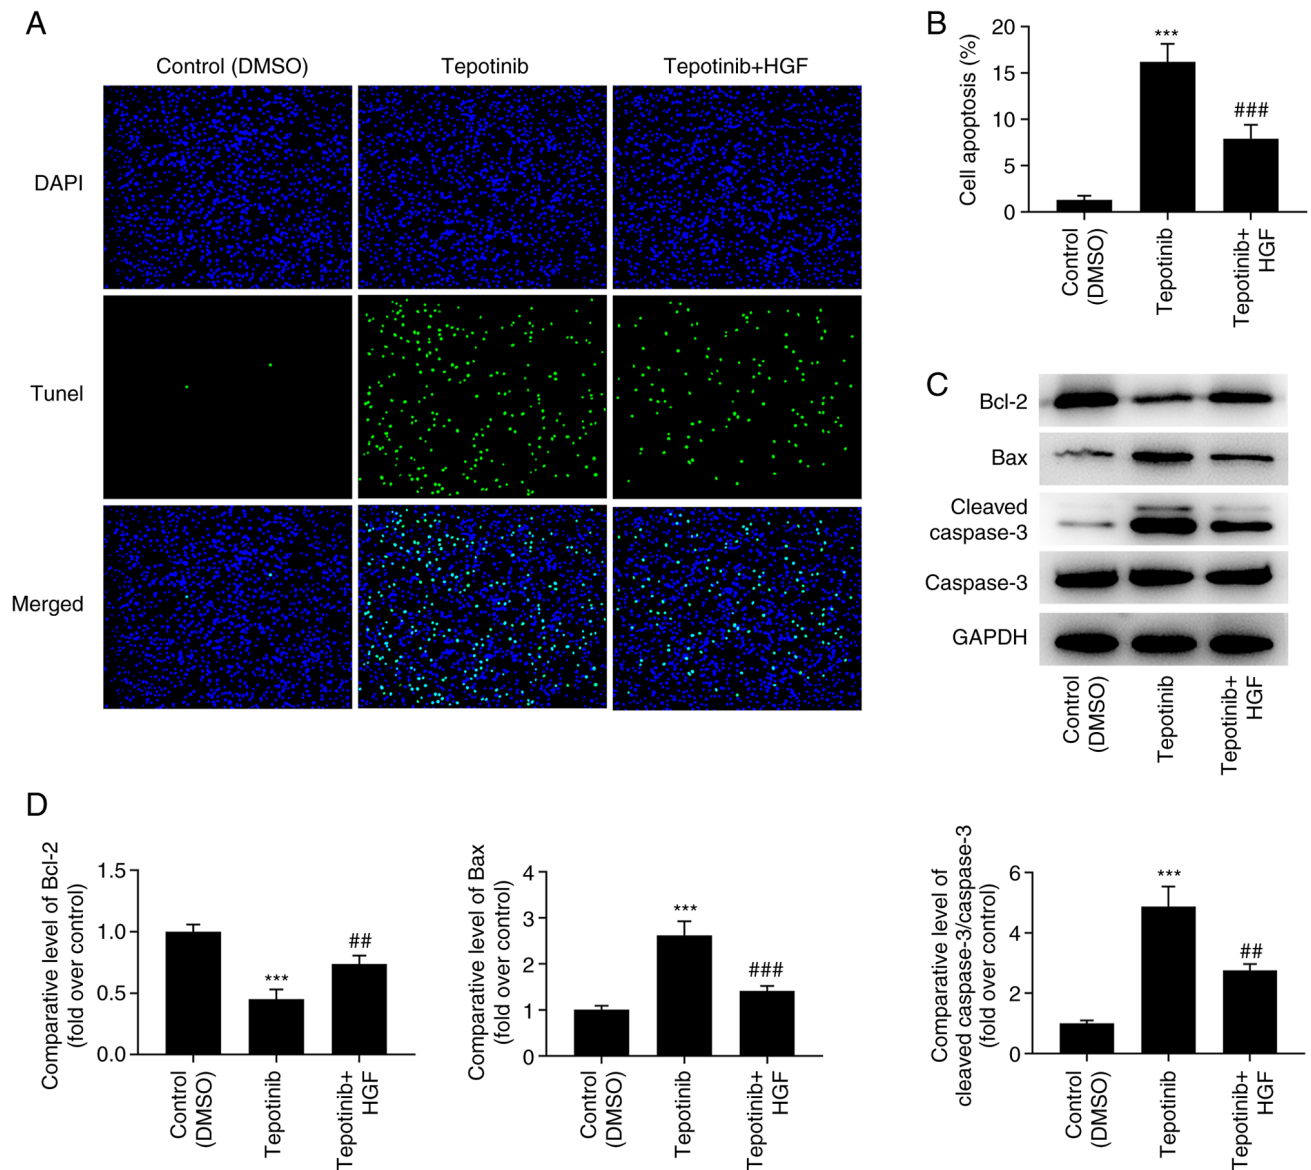 A
Control (DMSO)
Tepotinib
Tepotinib+HGF
DAPI
Tunel
Merged
B
Cell apoptosis (%)
20
15
10
5
0
***
###
Control
(DMSO)
Tepotinib
Tepotinib+
HGF
C
Bcl-2
Bax
Cleaved
caspase-3
Caspase-3
GAPDH
Control
(DMSO)
Tepotinib
Tepotinib+
HGF
D
Comparative level of Bcl-2
(fold over control)
1.5
1.0
0.5
0.0
***
##
Control
(DMSO)
Tepotinib
Tepotinib+
HGF
Comparative level of Bax
(fold over control)
4
3
2
1
0
***
###
Control
(DMSO)
Tepotinib
Tepotinib+
HGF
Comparative level of
cleaved caspase-3/caspase-3
(fold over control)
6
4
2
0
***
##
Control
(DMSO)
Tepotinib
Tepotinib+
HGF